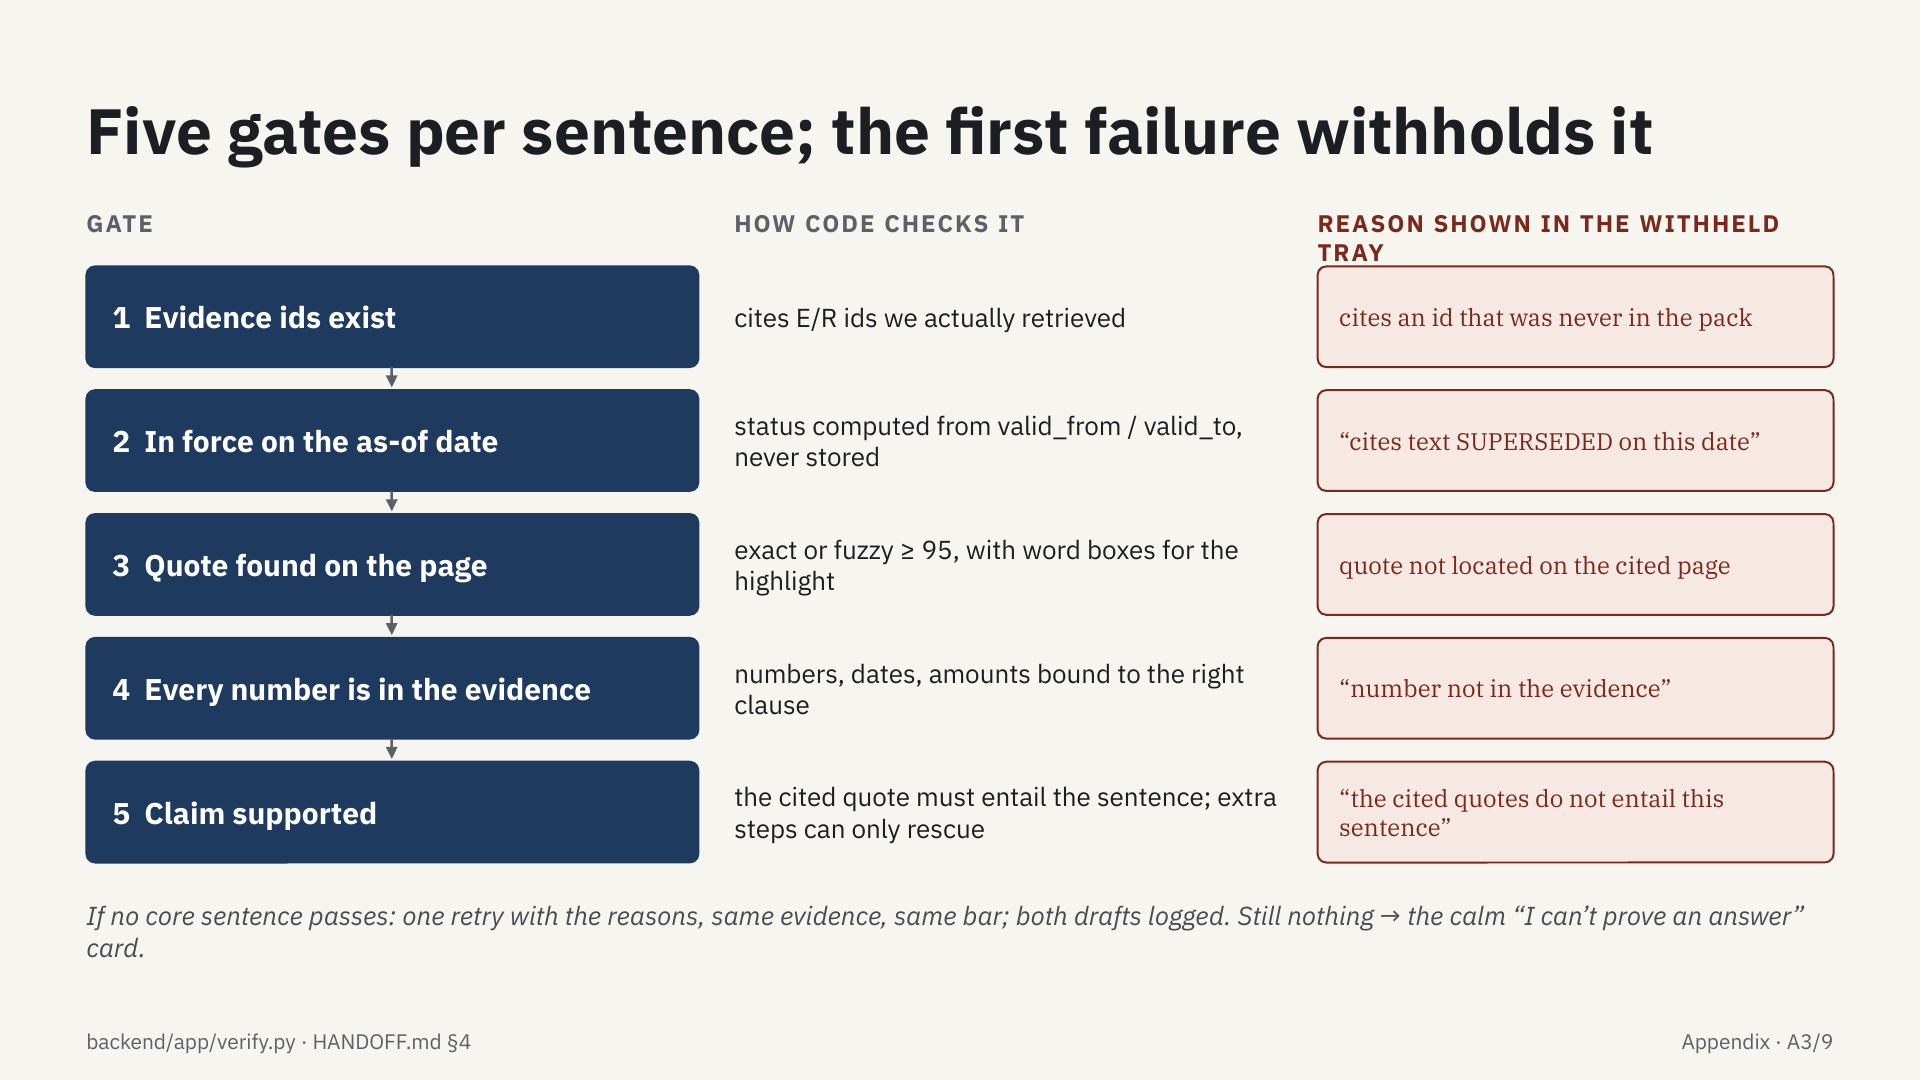 Five gates per sentence; the first failure withholds it
GATE
HOW CODE CHECKS IT
REASON SHOWN IN THE WITHHELD
TRAY
1 Evidence ids exist
cites E/R ids we actually retrieved
cites an id that was never in the pack
2 In force on the as-of date
status computed from valid_from / valid_to,
never stored
“cites text SUPERSEDED on this date”
3 Quote found on the page
exact or fuzzy ≥ 95, with word boxes for the
highlight
quote not located on the cited page
4 Every number is in the evidence
numbers, dates, amounts bound to the right
clause
“number not in the evidence”
5 Claim supported
the cited quote must entail the sentence; extra
steps can only rescue
“the cited quotes do not entail this
sentence”
If no core sentence passes: one retry with the reasons, same evidence, same bar; both drafts logged. Still nothing → the calm “I can’t prove an answer”
card.
backend/app/verify.py · HANDOFF.md §4
Appendix · A3/9